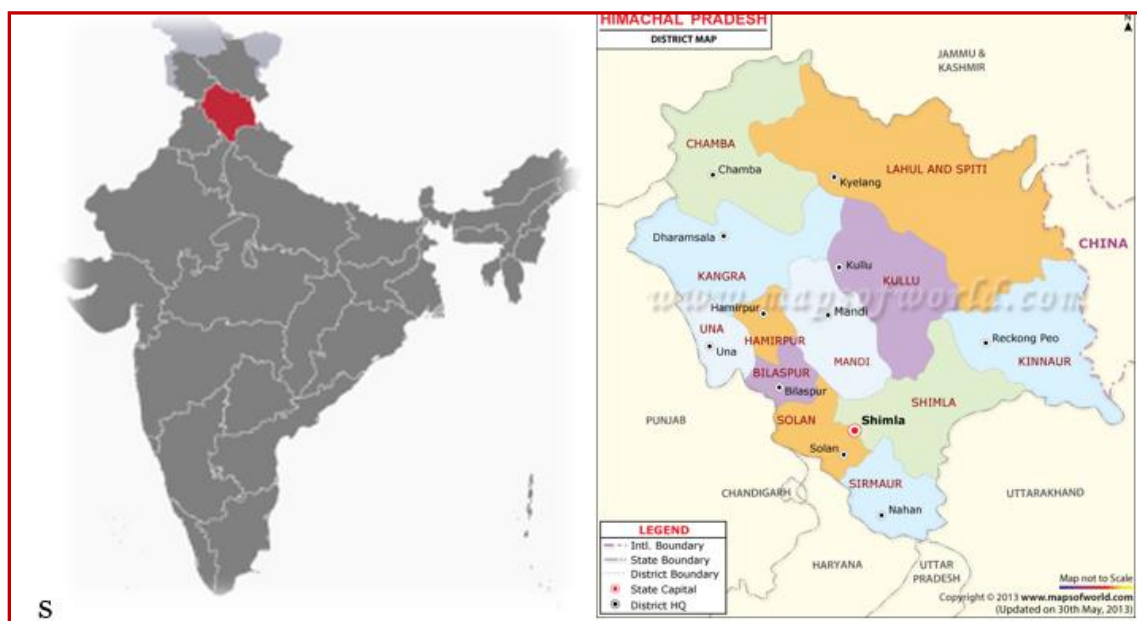 S
HIMACHAL PRADESH
DISTRICT MAP
N
JAMMU &
KASHMIR
CHAMBA
Chamba
LAHUL AND SPITI
Kyelang
Dharamsala
CHINA
KANGRA
Kullu
KULLU
www.mapsofworld.com
Hamirpur
Mandi
UNA
HAMIRPUR
Una
Reckong Peo
MANDI
KINNAUR
BILASPUR
Bilaspur
SHIMLA
PUNJAB
SOLAN
Shimla
Solan
SIRMAUR
CHANDIGARH
UTTARAKHAND
Nahan
LEGEND
Intl. Boundary
State Boundary
District Boundary
State Capital
District HQ
HARYANA
UTTAR
PRADESH
Map not to Scale
Copyright © 2013 www.mapsofworld.com
(Updated on 30th May, 2013)